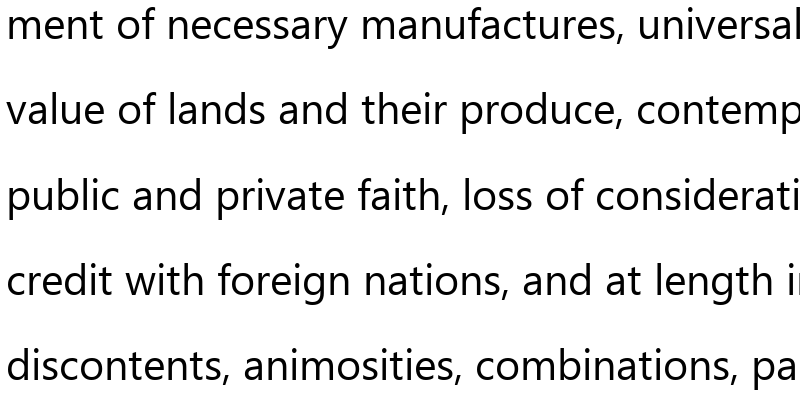 ment of necessary manufactures, universal
value of lands and their produce, contemp
public and private faith, loss of considerati
credit with foreign nations, and at length in
discontents, animosities, combinations, pa